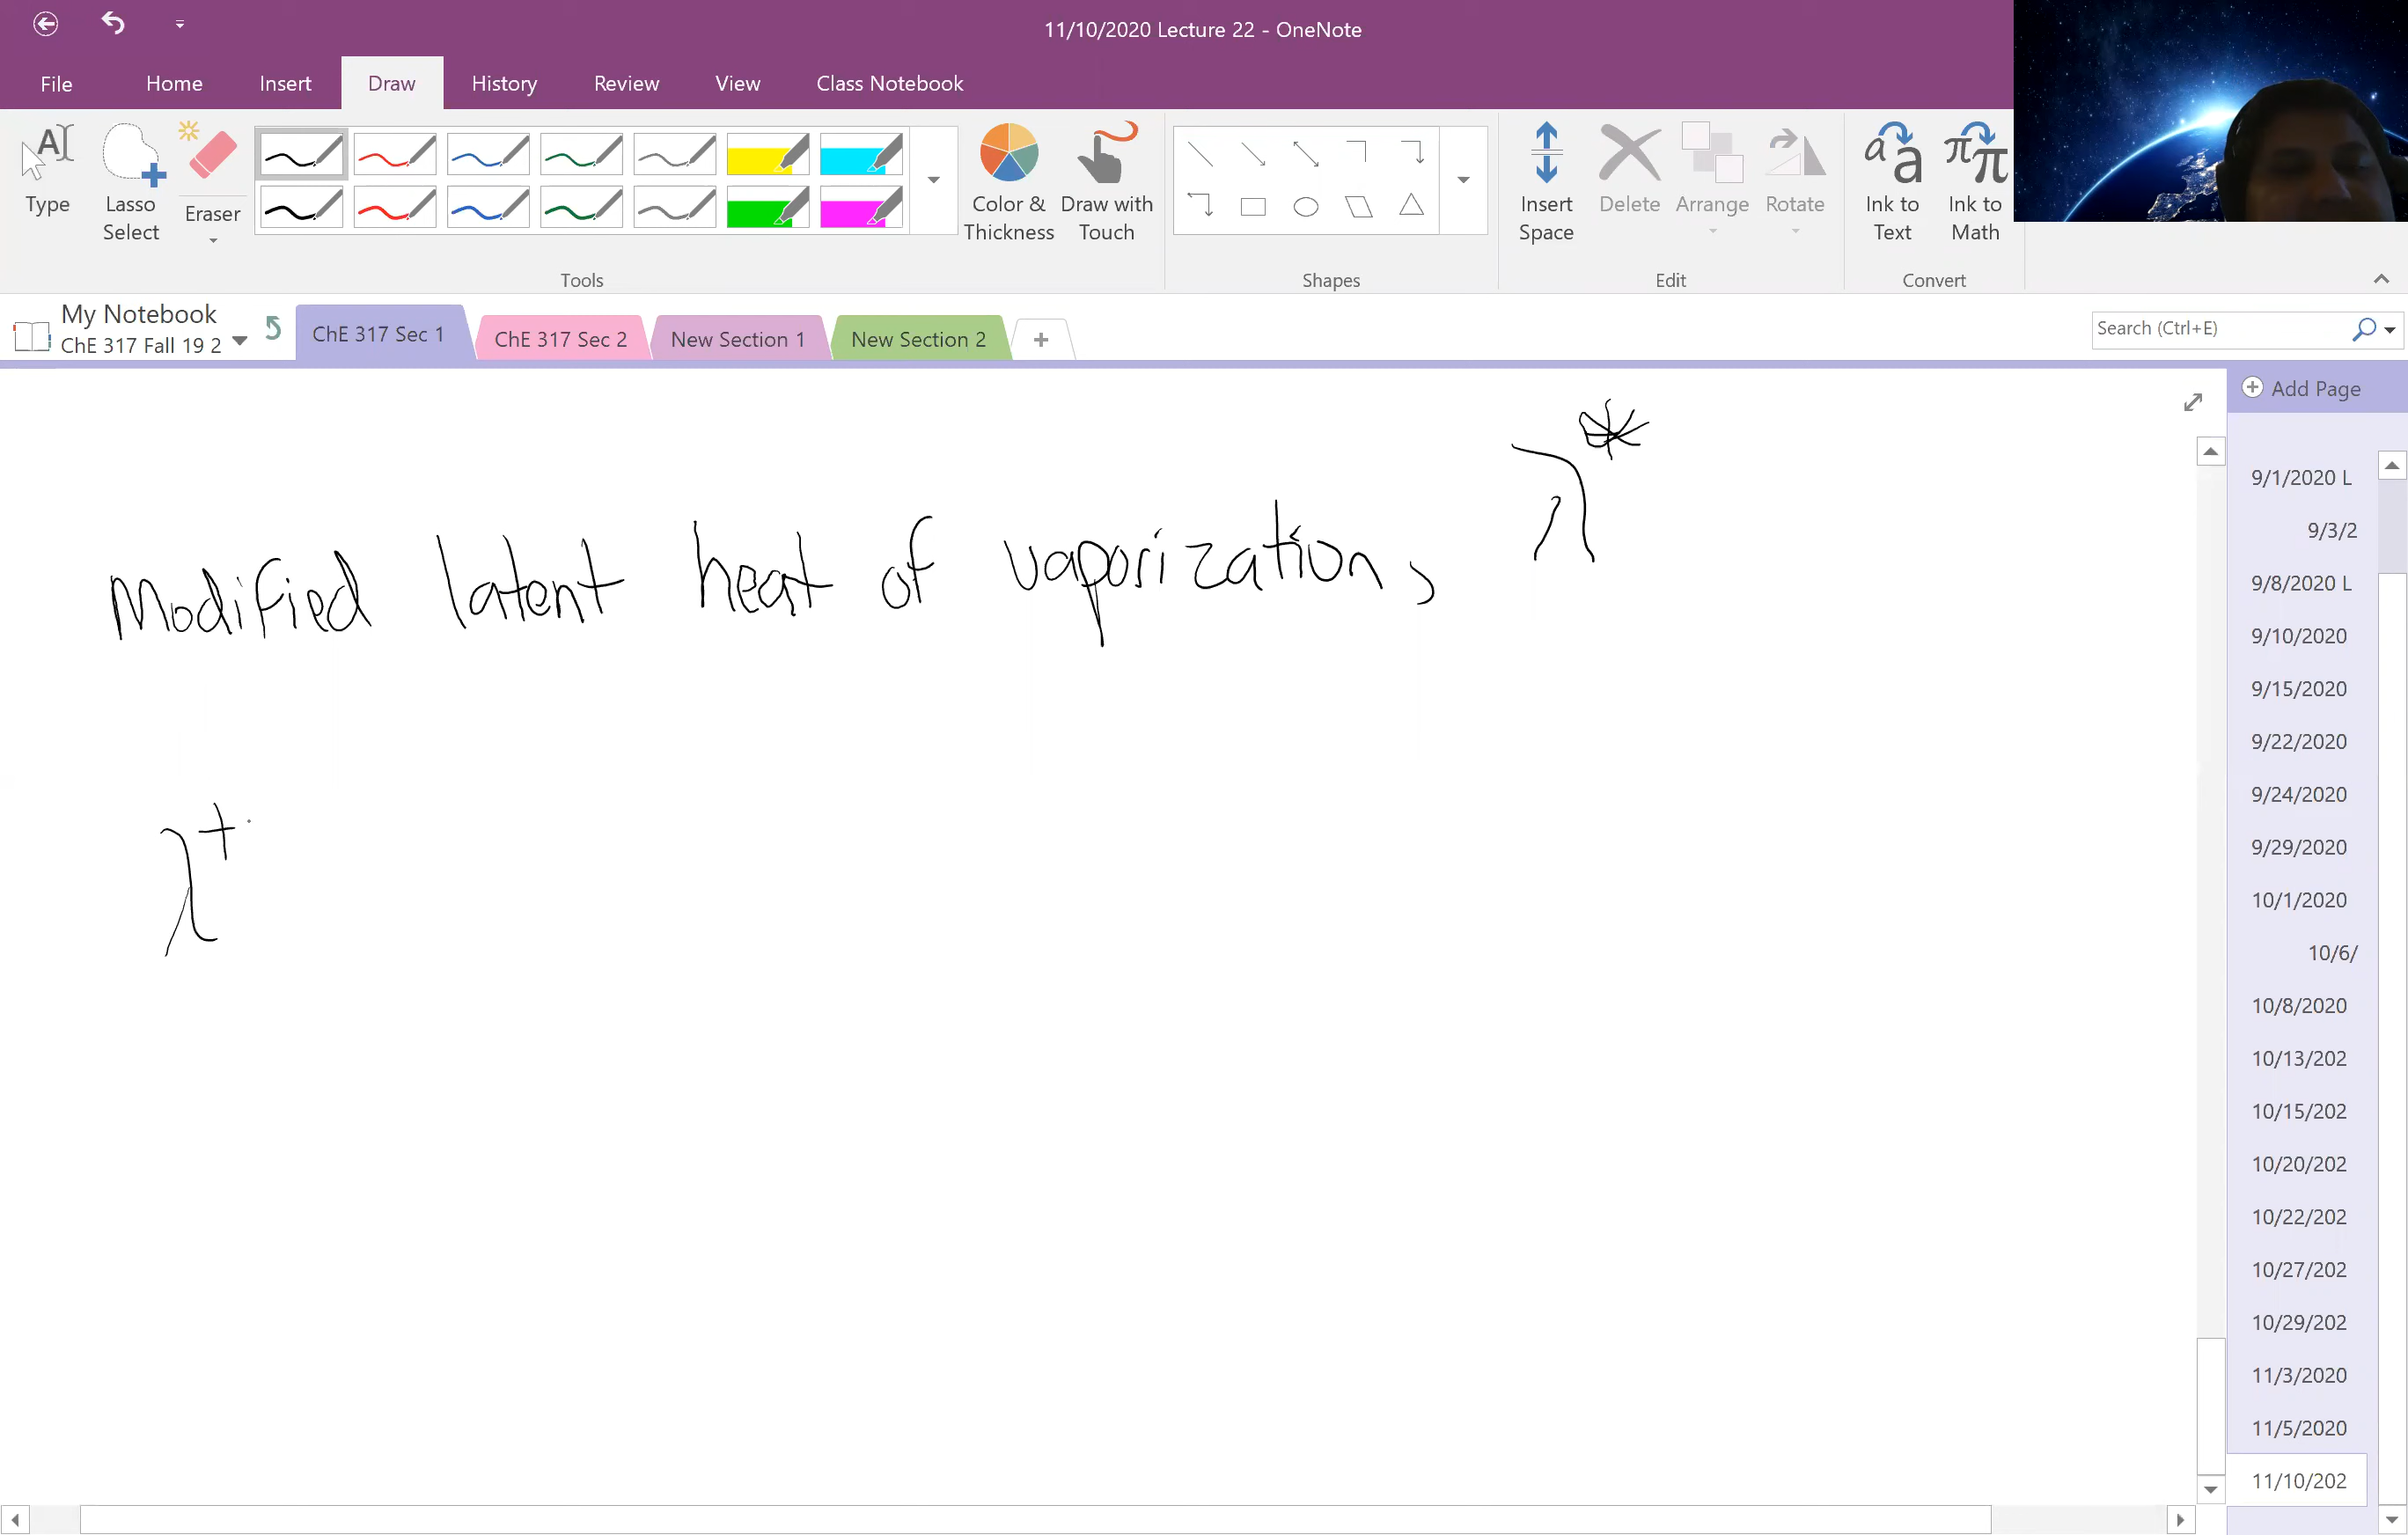 11/10/2020 Lecture 22 - OneNote
File Home Insert Draw History Review View Class Notebook
Type
Lasso Select
Eraser
Color & Thickness
Draw with Touch
Insert Space
Delete
Arrange
Rotate
Ink to Text
Ink to Math
Tools Shapes Edit Convert
My Notebook
ChE 317 Fall 19 2
ChE 317 Sec 1 ChE 317 Sec 2 New Section 1 New Section 2 +
Search (Ctrl+E)
Add Page
Modified latent heat of vaporization, λ*
λ+
9/1/2020 L
9/3/2
9/8/2020 L
9/10/2020
9/15/2020
9/22/2020
9/24/2020
9/29/2020
10/1/2020
10/6/
10/8/2020
10/13/202
10/15/202
10/20/202
10/22/202
10/27/202
10/29/202
11/3/2020
11/5/2020
11/10/202